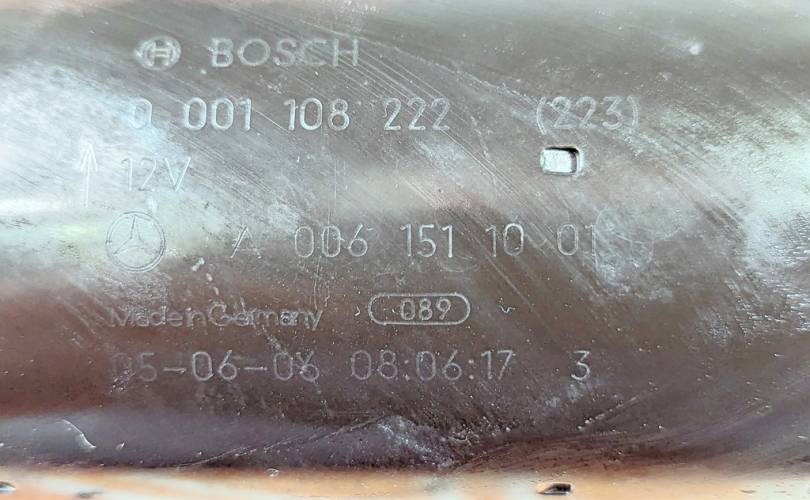 BOSCH
0 001 108 222 (223)
12V
A 006 151 10 01
Made in Germany 089
05-06-06 08:06:17 3